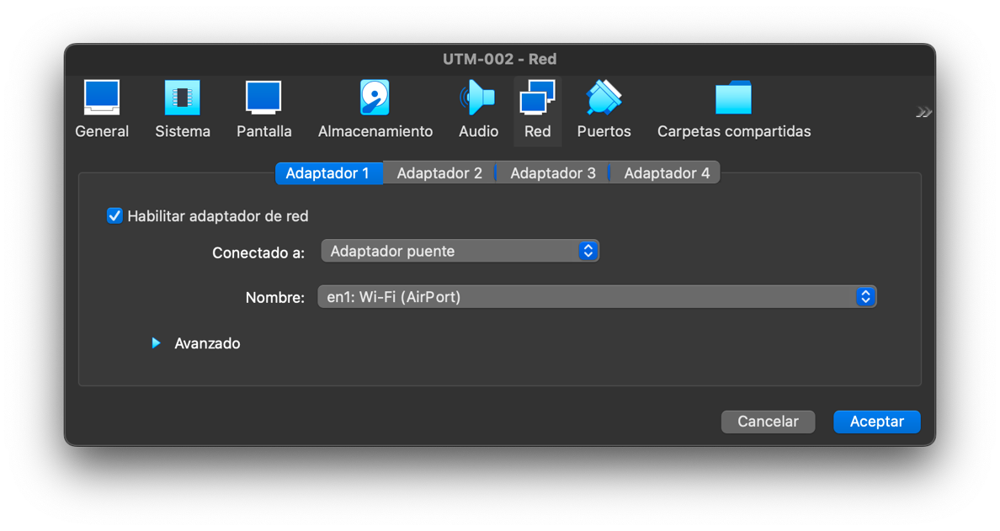 UTM-002 - Red
General Sistema Pantalla Almacenamiento Audio Red Puertos Carpetas compartidas
Adaptador 1 Adaptador 2 Adaptador 3 Adaptador 4
Habilitar adaptador de red
Conectado a: Adaptador puente
Nombre: en1: Wi-Fi (AirPort)
Avanzado
Cancelar Aceptar